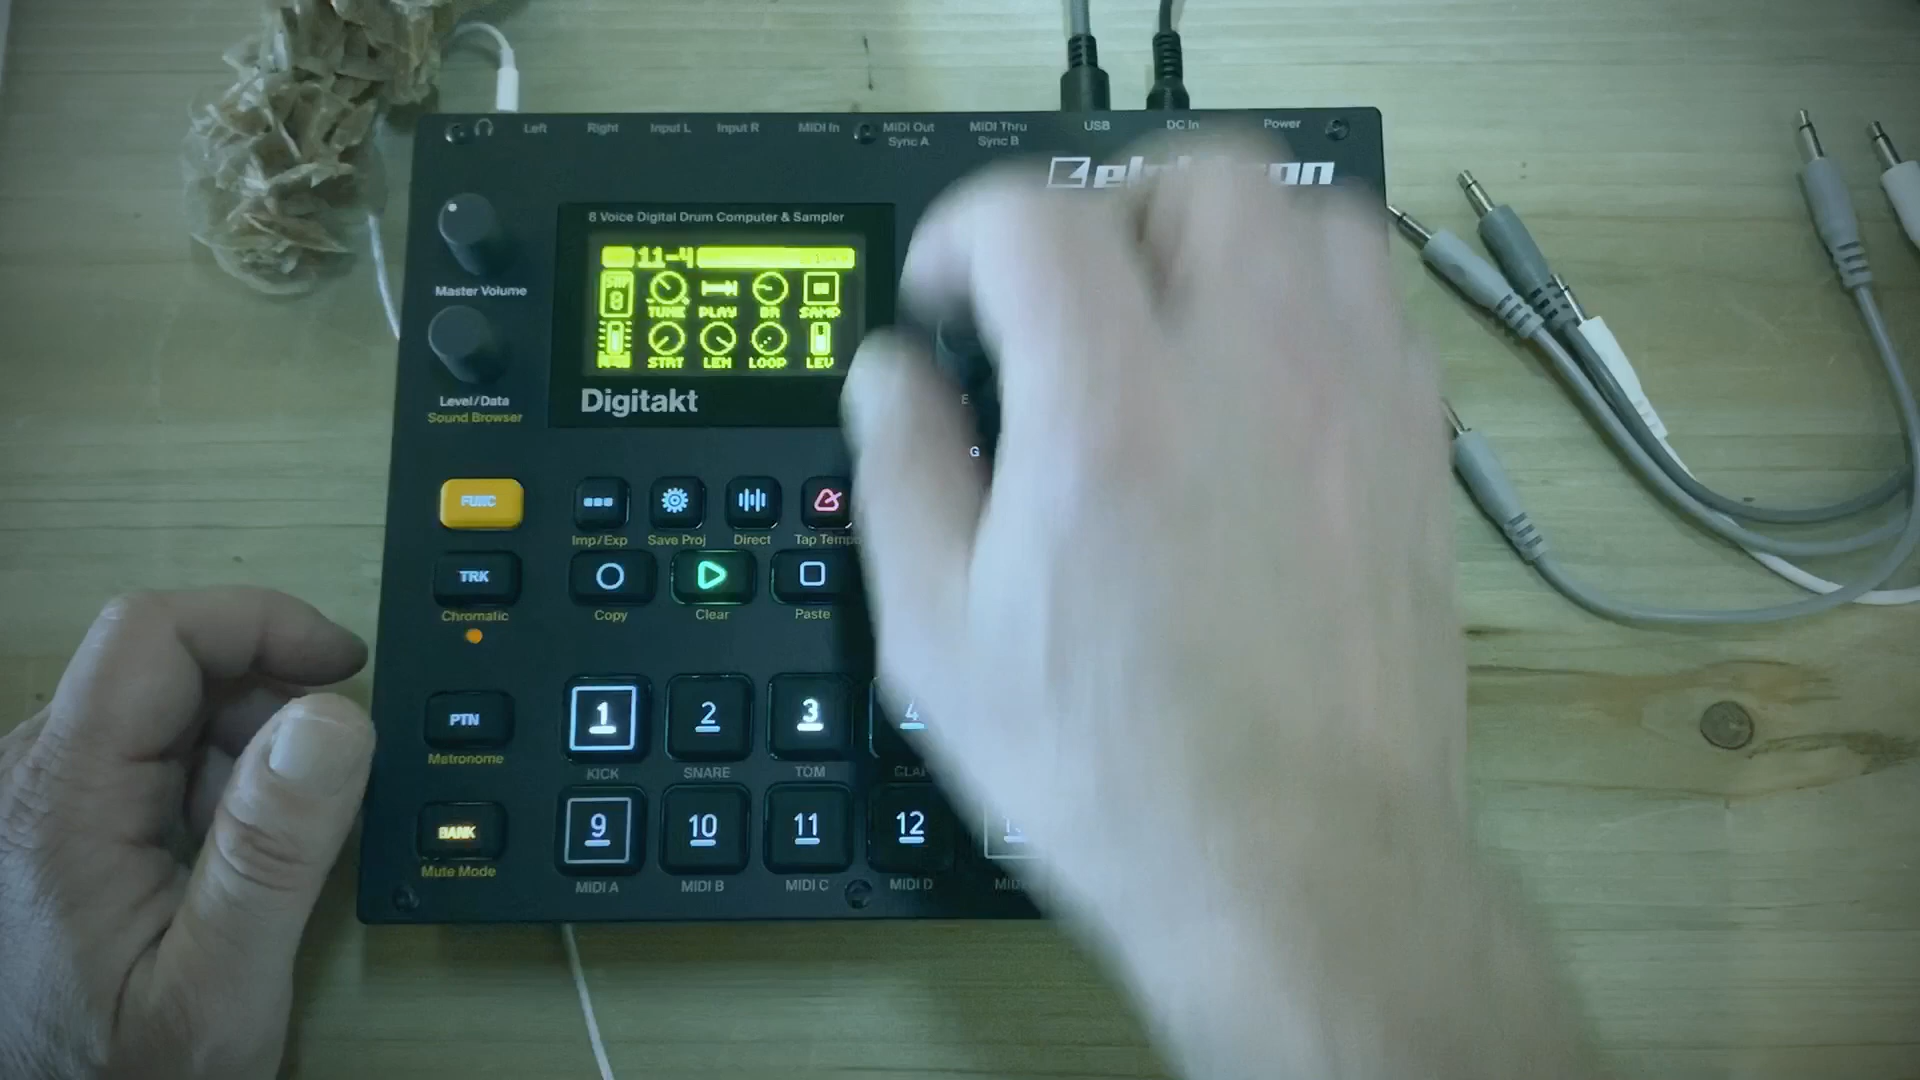 Left Right Input L Input R MIDI In MIDI Out MIDI Thru USB DC In Power
Sync A Sync B
8 Voice Digital Drum Computer & Sampler
11-4
TUNE PLAY BR SAMP
STRT LEN LOOP LEV
Master Volume
Digitakt
Level/Data
Sound Browser
E
G
FUNC
Imp/Exp Save Proj Direct Tap Tempo
TRK
Chromatic
Copy Clear Paste
PTN
Metronome
1 2 3 4
KICK SNARE TOM
BANK
Mute Mode
9 10 11 12
MIDI A MIDI B MIDI C MIDI D